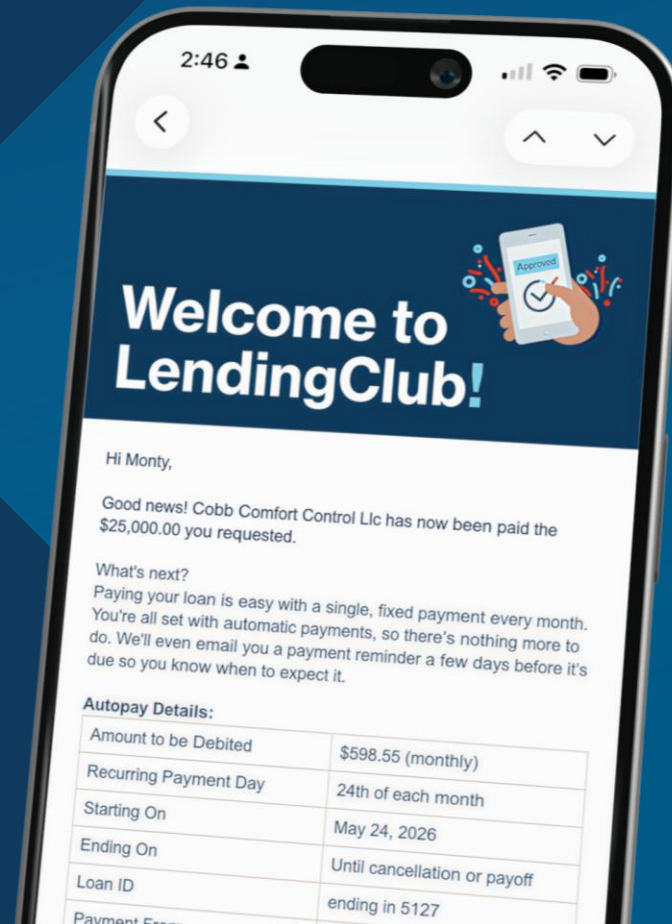 2:46
Approved
Welcome to
LendingClub!
Hi Monty,
Good news! Cobb Comfort Control Llc has now been paid the
$25,000.00 you requested.
What's next?
Paying your loan is easy with a single, fixed payment every month.
You're all set with automatic payments, so there's nothing more to
do. We'll even email you a payment reminder a few days before it's
due so you know when to expect it.
Autopay Details:
Amount to be Debited $598.55 (monthly)
Recurring Payment Day 24th of each month
Starting On May 24, 2026
Ending On Until cancellation or payoff
Loan ID ending in 5127
Payment From